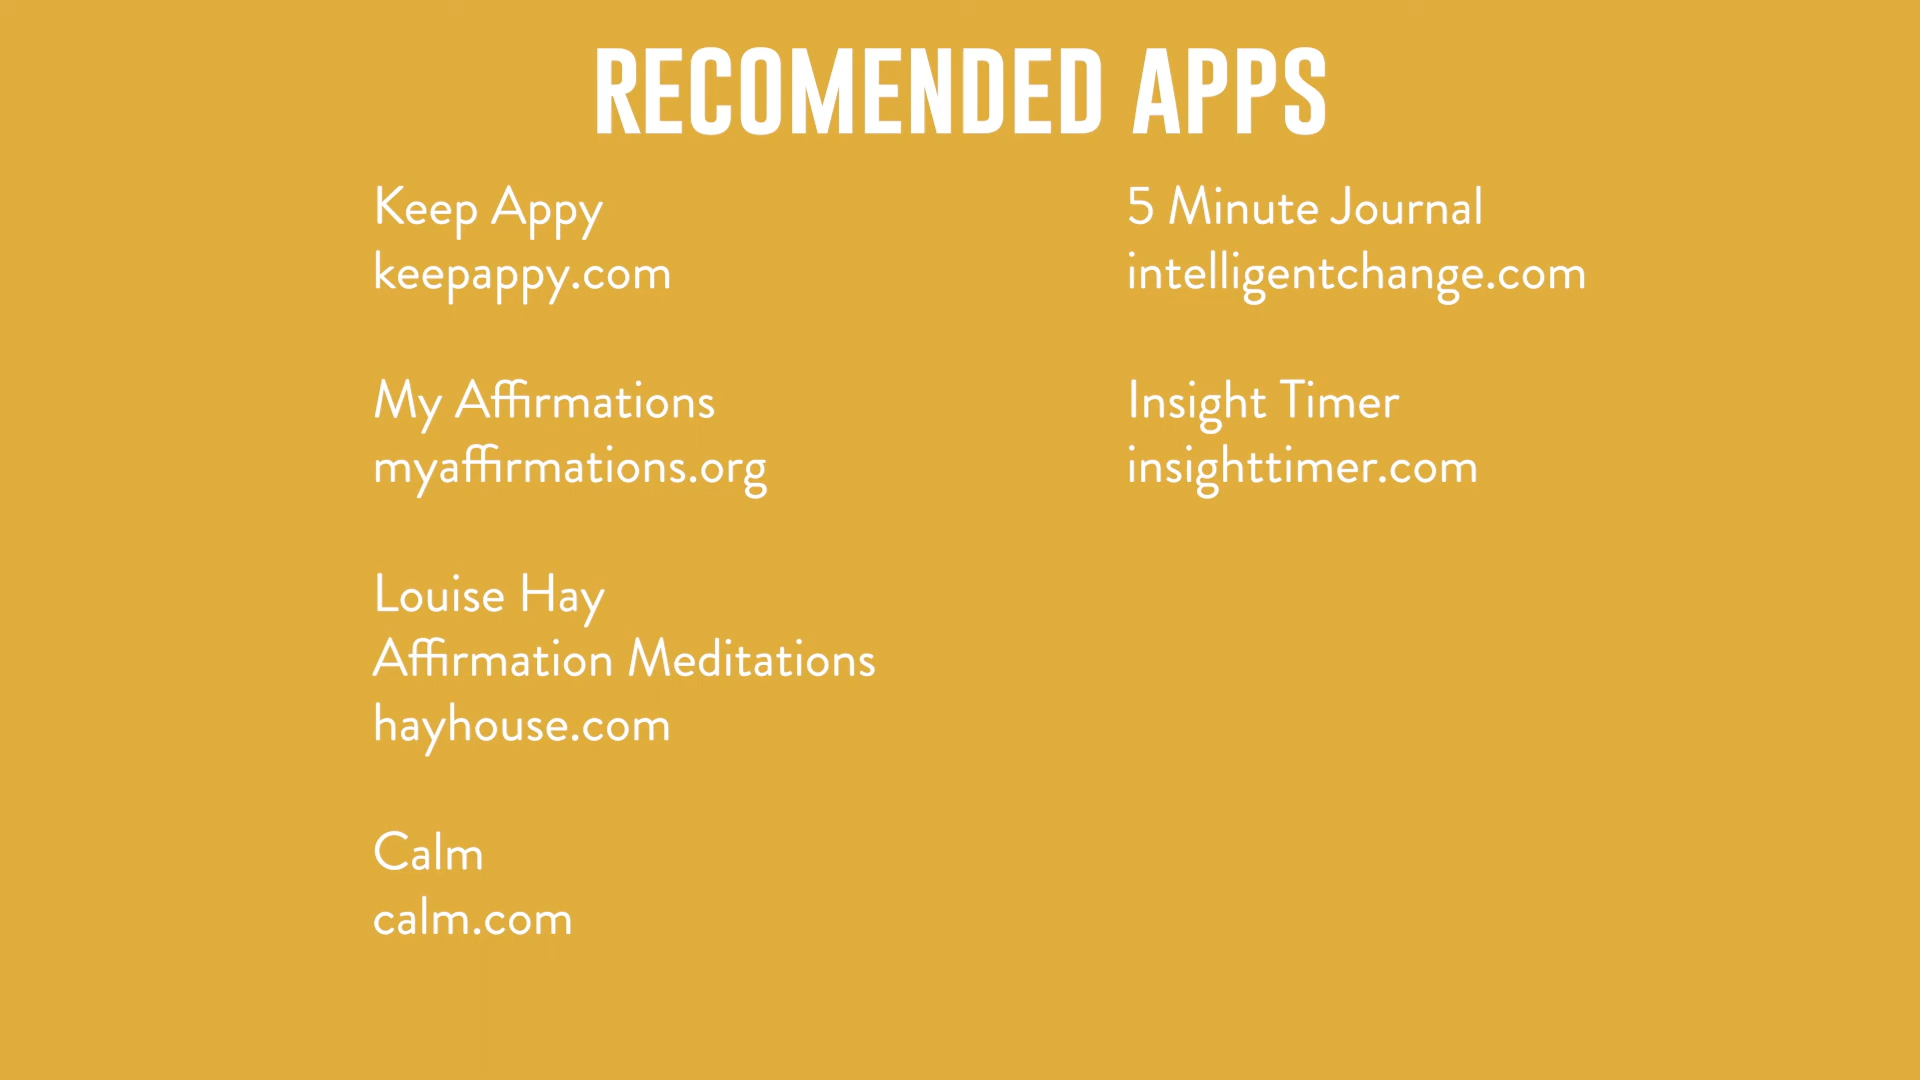 RECOMENDED APPS
Keep Appy
keepappy.com
My Affirmations
myaffirmations.org
Louise Hay
Affirmation Meditations
hayhouse.com
Calm
calm.com
5 Minute Journal
intelligentchange.com
Insight Timer
insighttimer.com